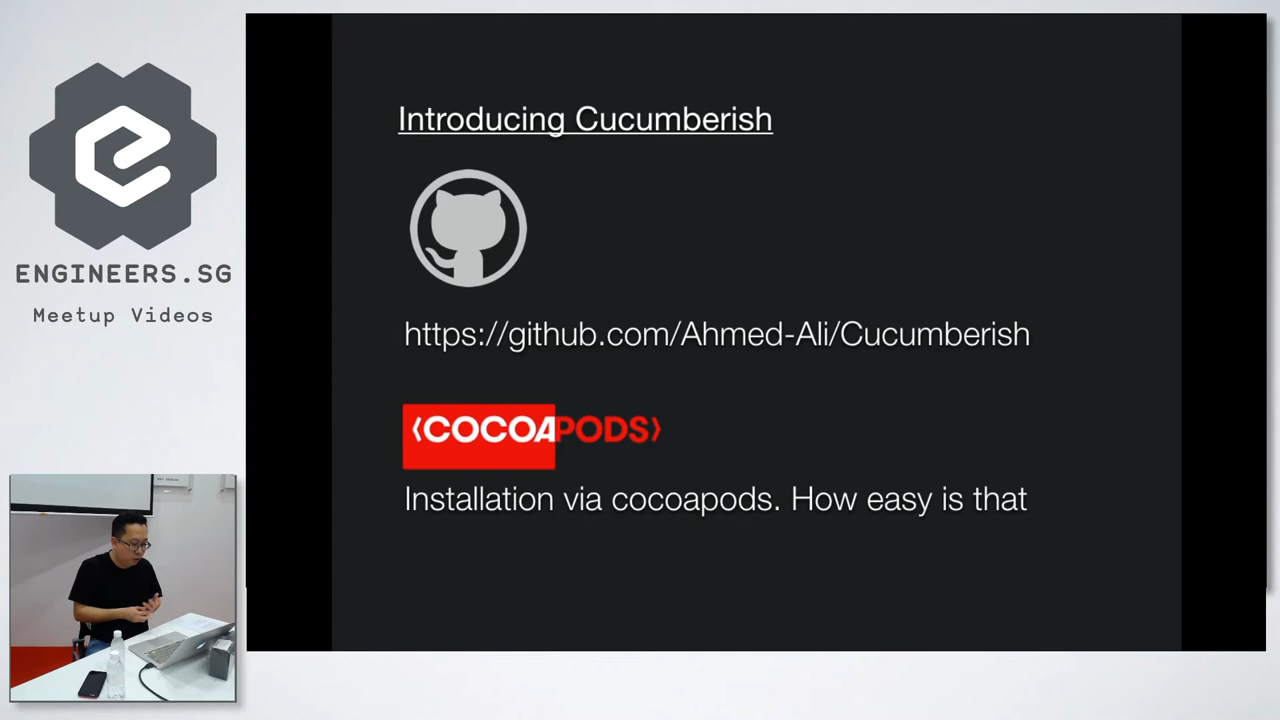 ENGINEERS.SG
Meetup Videos
Introducing Cucumberish
https://github.com/Ahmed-Ali/Cucumberish
COCOAPODS
Installation via cocoapods. How easy is that